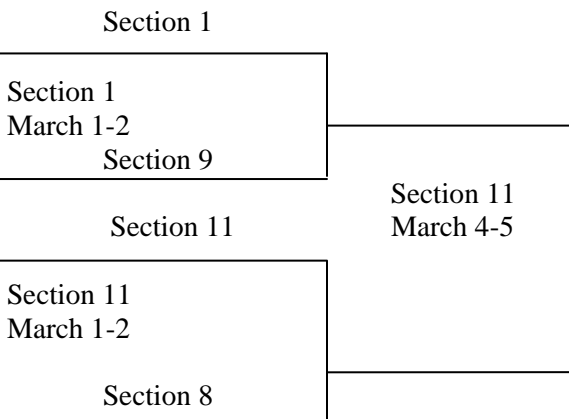 Section 1
Section 1
March 1-2
Section 9
Section 11
March 4-5
Section 11
Section 11
March 1-2
Section 8